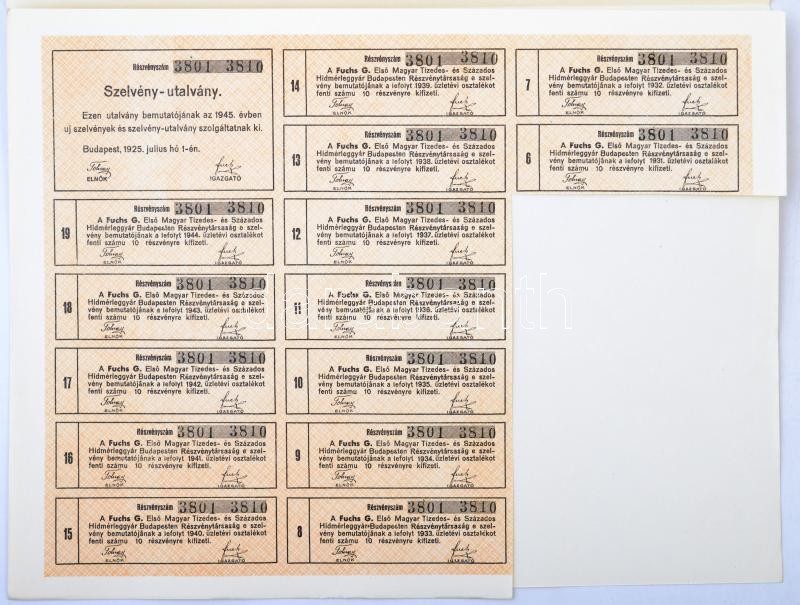 Részvényszám 3801 3810
Szelvény-utalvány.
Ezen utalvány bemutatójának az 1945. évben
uj szelvények és szelvény-utalvány szolgáltatnak ki.
Budapest, 1925. julius hó 1-én.
ELNÖK IGAZGATÓ
Részvényszám 3801 3810
19
A Fuchs G. Első Magyar Tizedes- és Százados
Hidmérleggyár Budapesten Részvénytársaság e szel-
vény bemutatójának a lefolyt 1944. üzletévi osztalékot
fenti számu 10 részvényre kifizeti.
ELNÖK IGAZGATÓ
Részvényszám 3801 3810
18
A Fuchs G. Első Magyar Tizedes- és Százados
Hidmérleggyár Budapesten Részvénytársaság e szel-
vény bemutatójának a lefolyt 1943. üzletévi osztalékot
fenti számu 10 részvényre kifizeti.
ELNÖK IGAZGATÓ
Részvényszám 3801 3810
17
A Fuchs G. Első Magyar Tizedes- és Százados
Hidmérleggyár Budapesten Részvénytársaság e szel-
vény bemutatójának a lefolyt 1942. üzletévi osztalékot
fenti számu 10 részvényre kifizeti.
ELNÖK IGAZGATÓ
Részvényszám 3801 3810
16
A Fuchs G. Első Magyar Tizedes- és Százados
Hidmérleggyár Budapesten Részvénytársaság e szel-
vény bemutatójának a lefolyt 1941. üzletévi osztalékot
fenti számu 10 részvényre kifizeti.
ELNÖK IGAZGATÓ
Részvényszám 3801 3810
15
A Fuchs G. Első Magyar Tizedes- és Százados
Hidmérleggyár Budapesten Részvénytársaság e szel-
vény bemutatójának a lefolyt 1940. üzletévi osztalékot
fenti számu 10 részvényre kifizeti.
ELNÖK IGAZGATÓ
Részvényszám 3801 3810
14
A Fuchs G. Első Magyar Tizedes- és Százados
Hidmérleggyár Budapesten Részvénytársaság e szel-
vény bemutatójának a lefolyt 1939. üzletévi osztalékot
fenti számu 10 részvényre kifizeti.
ELNÖK IGAZGATÓ
Részvényszám 3801 3810
13
A Fuchs G. Első Magyar Tizedes- és Százados
Hidmérleggyár Budapesten Részvénytársaság e szel-
vény bemutatójának a lefolyt 1938. üzletévi osztalékot
fenti számu 10 részvényre kifizeti.
ELNÖK IGAZGATÓ
Részvényszám 3801 3810
12
A Fuchs G. Első Magyar Tizedes- és Százados
Hidmérleggyár Budapesten Részvénytársaság e szel-
vény bemutatójának a lefolyt 1937. üzletévi osztalékot
fenti számu 10 részvényre kifizeti.
ELNÖK IGAZGATÓ
Részvényszám 3801 3810
11
A Fuchs G. Első Magyar Tizedes- és Százados
Hidmérleggyár Budapesten Részvénytársaság e szel-
vény bemutatójának a lefolyt 1936. üzletévi osztalékot
fenti számu 10 részvényre kifizeti.
ELNÖK IGAZGATÓ
Részvényszám 3801 3810
10
A Fuchs G. Első Magyar Tizedes- és Százados
Hidmérleggyár Budapesten Részvénytársaság e szel-
vény bemutatójának a lefolyt 1935. üzletévi osztalékot
fenti számu 10 részvényre kifizeti.
ELNÖK IGAZGATÓ
Részvényszám 3801 3810
9
A Fuchs G. Első Magyar Tizedes- és Százados
Hidmérleggyár Budapesten Részvénytársaság e szel-
vény bemutatójának a lefolyt 1934. üzletévi osztalékot
fenti számu 10 részvényre kifizeti.
ELNÖK IGAZGATÓ
Részvényszám 3801 3810
8
A Fuchs G. Első Magyar Tizedes- és Százados
Hidmérleggyár Budapesten Részvénytársaság e szel-
vény bemutatójának a lefolyt 1933. üzletévi osztalékot
fenti számu 10 részvényre kifizeti.
ELNÖK IGAZGATÓ
Részvényszám 3801 3810
7
A Fuchs G. Első Magyar Tizedes- és Százados
Hidmérleggyár Budapesten Részvénytársaság e szel-
vény bemutatójának a lefolyt 1932. üzletévi osztalékot
fenti számu 10 részvényre kifizeti.
ELNÖK IGAZGATÓ
Részvényszám 3801 3810
6
A Fuchs G. Első Magyar Tizedes- és Százados
Hidmérleggyár Budapesten Részvénytársaság e szel-
vény bemutatójának a lefolyt 1931. üzletévi osztalékot
fenti számu 10 részvényre kifizeti.
ELNÖK IGAZGATÓ